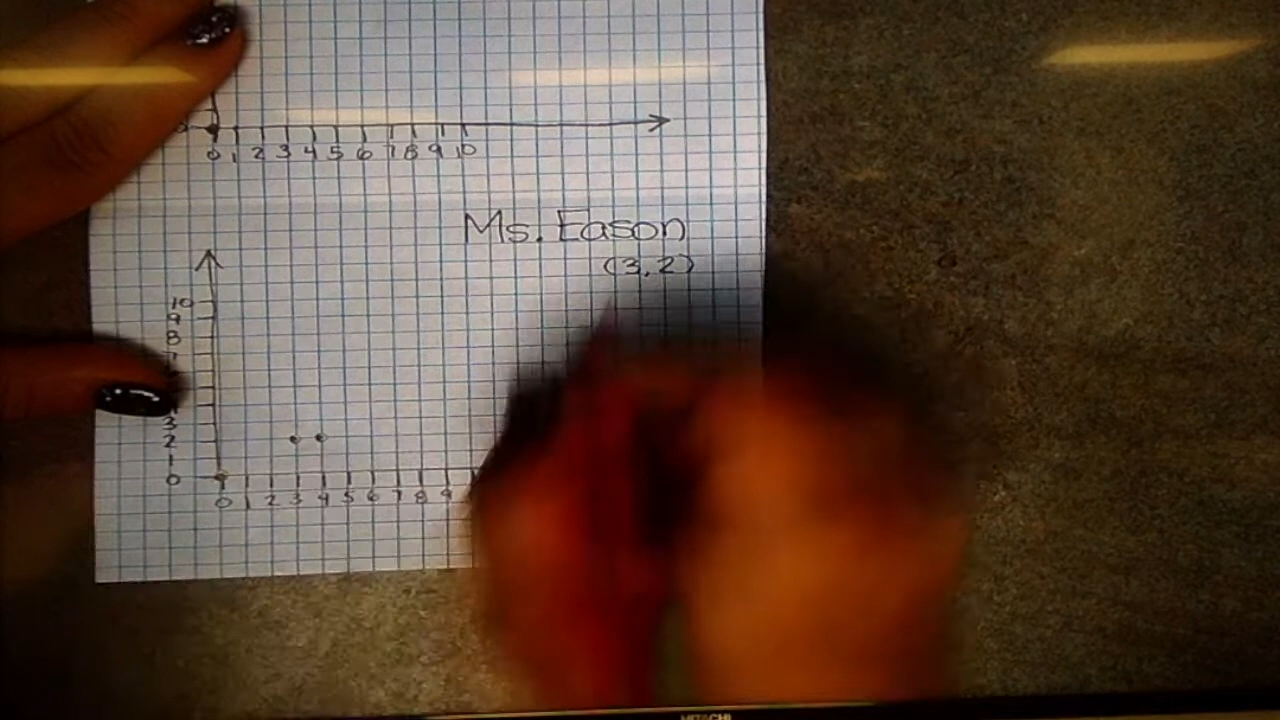 0 1 2 3 4 5 6 7 8 9 10
Ms. Eason
(3,2)
10
9
8
3
2
1
0
0 1 2 3 4 5 6 7 8 9
HITACHI